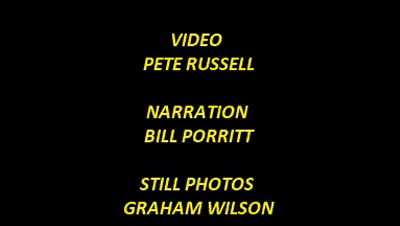 VIDEO
PETE RUSSELL
NARRATION
BILL PORRITT
STILL PHOTOS
GRAHAM WILSON